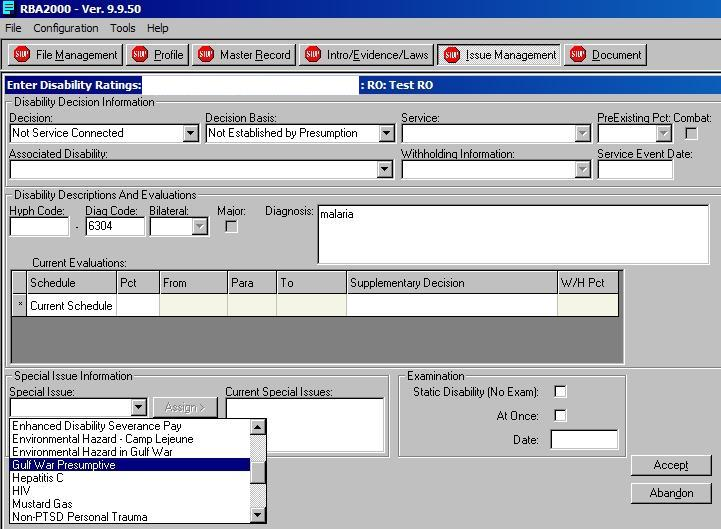 RBA2000 - Ver. 9.9.50
File Configuration Tools Help
STOP File Management STOP Profile STOP Master Record STOP Intro/Evidence/Laws STOP Issue Management STOP Document
Enter Disability Ratings: : RO: Test RO
Disability Decision Information
Decision: Decision Basis: Service: PreExisting Pct: Combat:
Not Service Connected Not Established by Presumption
Associated Disability: Withholding Information: Service Event Date:
Disability Descriptions And Evaluations
Hyph Code: Diag Code: Bilateral: Major: Diagnosis: malaria
- 6304
Current Evaluations:
Schedule Pct From Para To Supplementary Decision W/H Pct
* Current Schedule
Special Issue Information Examination
Special Issue: Current Special Issues: Static Disability (No Exam):
Assign >
At Once:
Enhanced Disability Severance Pay
Environmental Hazard - Camp Lejeune Date:
Environmental Hazard in Gulf War
Gulf War Presumptive Accept
Hepatitis C
HIV
Mustard Gas Abandon
Non-PTSD Personal Trauma